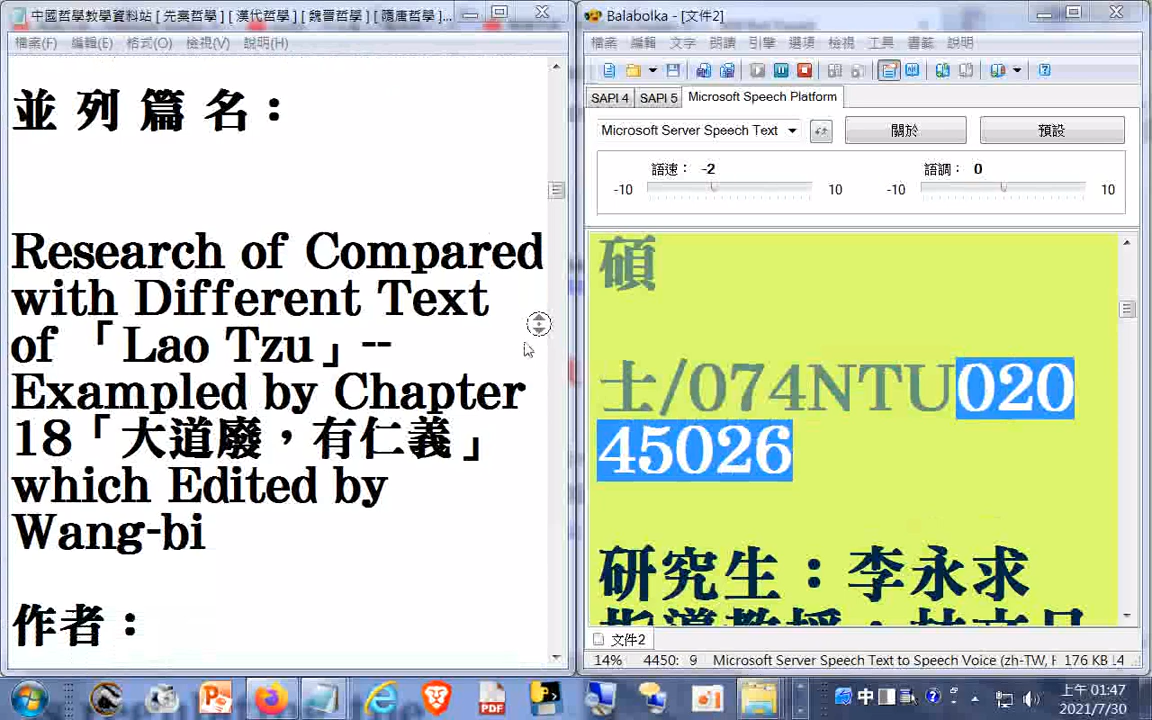 中國哲學教學資料站 [ 先秦哲學 ] [ 漢代哲學 ] [ 魏晉哲學 ] [ 隋唐哲學 ]...
檔案(F) 編輯(E) 格式(O) 檢視(V) 說明(H)
並 列 篇 名：
Research of Compared
with Different Text
of 「Lao Tzu」--
Exampled by Chapter
18「大道廢，有仁義」
which Edited by
Wang-bi
作者：
Balabolka - [文件2]
檔案 編輯 文字 朗讀 引擎 選項 檢視 工具 書籤 說明
SAPI 4 SAPI 5 Microsoft Speech Platform
Microsoft Server Speech Text 關於 預設
語速： -2 語調： 0
-10 10 -10 10
碩
士/074NTU020
45026
研究生：李永求
文件2
14% 4450: 9 Microsoft Server Speech Text to Speech Voice (zh-TW, 176 KB
中 上午 01:47
2021/7/30